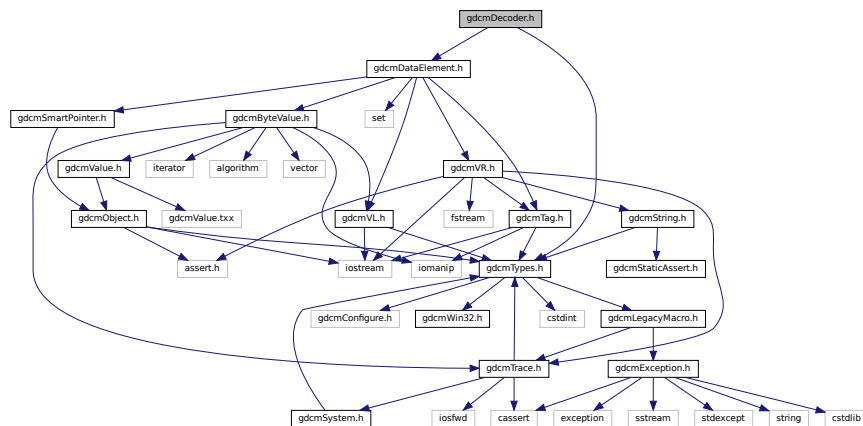 gdcmDecoder.h
gdcmDataElement.h
gdcmSmartPointer.h
gdcmByteValue.h
set
gdcmValue.h
iterator
algorithm
vector
gdcmVR.h
gdcmObject.h
gdcmValue.txx
gdcmVL.h
fstream
gdcmTag.h
gdcmString.h
assert.h
iostream
iomanip
gdcmTypes.h
gdcmStaticAssert.h
gdcmConfigure.h
gdcmWin32.h
cstdint
gdcmLegacyMacro.h
gdcmTrace.h
gdcmException.h
gdcmSystem.h
iosfwd
cassert
exception
sstream
stdexcept
string
cstdlib